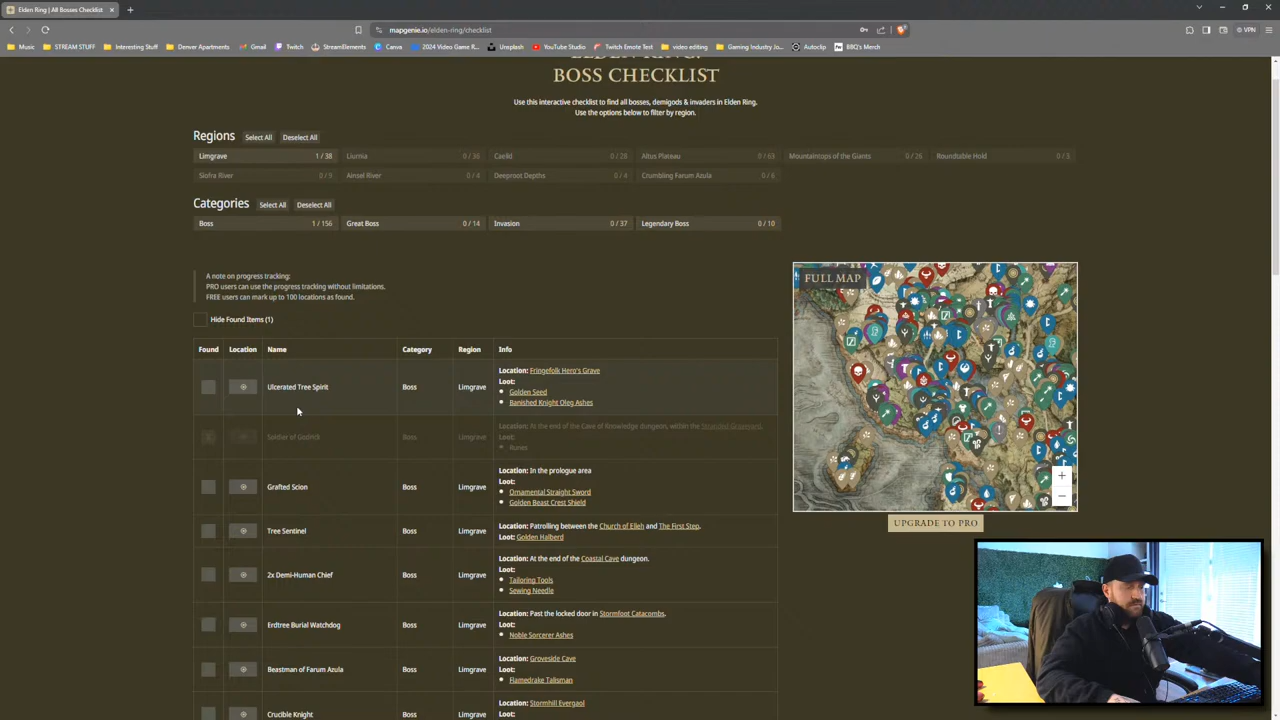 Elden Ring | All Bosses Checklist
mapgenie.io/elden-ring/checklist
VPN
Music
STREAM STUFF
Interesting Stuff
Denver Apartments
Gmail
Twitch
StreamElements
Canva
2024 Video Game R...
Unsplash
YouTube Studio
Twitch Emote Test
video editing
Gaming Industry Jo...
Autoclip
BBQ's Merch
ELDEN RING:
BOSS CHECKLIST
Use this interactive checklist to find all bosses, demigods & invaders in Elden Ring.
Use the options below to filter by region.
Regions Select All Deselect All
Limgrave 1 / 38 Liurnia 0 / 36 Caelid 0 / 28 Altus Plateau 0 / 63 Mountaintops of the Giants 0 / 26 Roundtable Hold 0 / 3
Siofra River 0 / 9 Ainsel River 0 / 4 Deeproot Depths 0 / 4 Crumbling Farum Azula 0 / 6
Categories Select All Deselect All
Boss 1 / 156 Great Boss 0 / 14 Invasion 0 / 37 Legendary Boss 0 / 10
A note on progress tracking:
PRO users can use the progress tracking without limitations.
FREE users can mark up to 100 locations as found.
Hide Found Items (1)
Found Location Name Category Region Info
Ulcerated Tree Spirit Boss Limgrave
Location: Fringefolk Hero's Grave
Loot:
Golden Seed
Banished Knight Oleg Ashes
Soldier of Godrick Boss Limgrave
Location: At the end of the Cave of Knowledge dungeon, within the Stranded Graveyard.
Loot:
Runes
Grafted Scion Boss Limgrave
Location: In the prologue area
Loot:
Ornamental Straight Sword
Golden Beast Crest Shield
Tree Sentinel Boss Limgrave
Location: Patrolling between the Church of Elleh and The First Step.
Loot: Golden Halberd
2x Demi-Human Chief Boss Limgrave
Location: At the end of the Coastal Cave dungeon.
Loot:
Tailoring Tools
Sewing Needle
Erdtree Burial Watchdog Boss Limgrave
Location: Past the locked door in Stormfoot Catacombs.
Loot:
Noble Sorcerer Ashes
Beastman of Farum Azula Boss Limgrave
Location: Groveside Cave
Loot:
Flamedrake Talisman
Crucible Knight Boss Limgrave
Location: Stormhill Evergaol
Loot:
FULL MAP
+
−
UPGRADE TO PRO